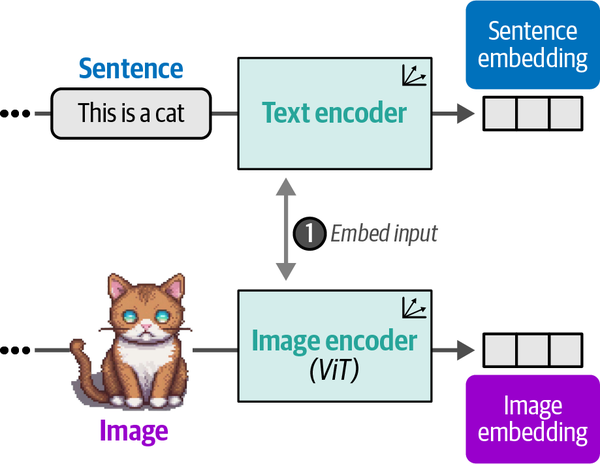 Sentence
This is a cat
Text encoder
Sentence
embedding
1 Embed input
Image
Image encoder
(ViT)
Image
embedding